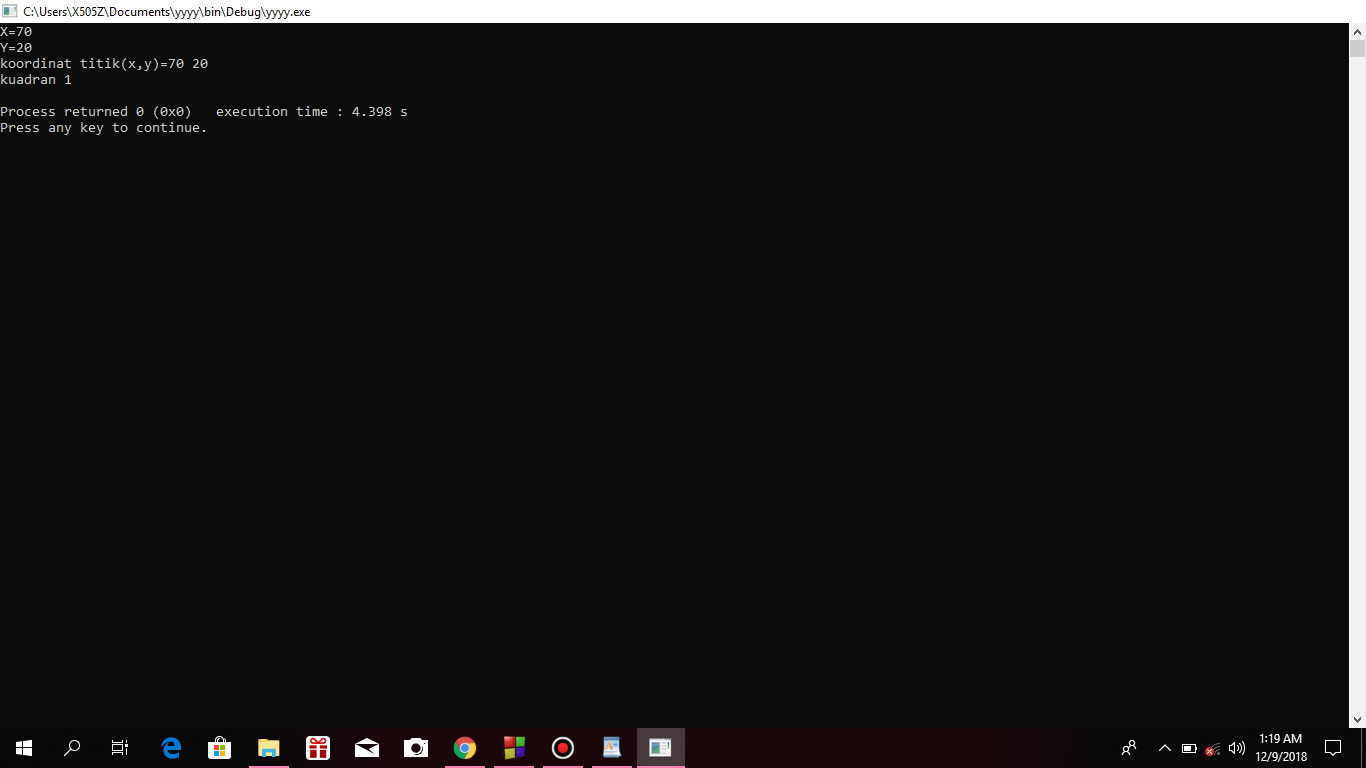 C:\Users\X505Z\Documents\yyyy\bin\Debug\yyyy.exe
X=70
Y=20
koordinat titik(x,y)=70 20
kuadran 1
Process returned 0 (0x0)   execution time : 4.398 s
Press any key to continue.
1:19 AM
12/9/2018